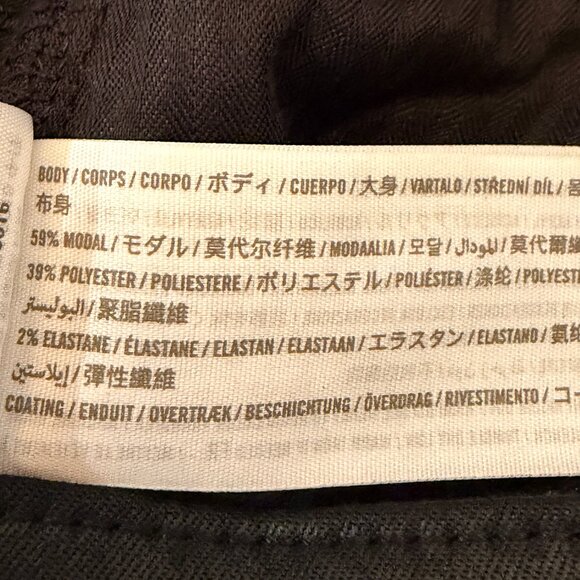 BODY / CORPS / CORPO / ボディ / CUERPO / 大身 / VARTALO / STŘEDNÍ DÍL /
布身
59% MODAL / モダル / 莫代尔纤维 / MODAALIA / 모달 / المودال / 莫代爾
39% POLYESTER / POLIESTERE / ポリエステル / POLIÉSTER / 涤纶 /
البوليستر / 聚脂纖維
2% ELASTANE / ÉLASTANE / ELASTAN / ELASTAAN / エラスタン / ELASTANO /
إيلاستين / 彈性纖維
COATING / ENDUIT / OVERTRÆK / BESCHICHTUNG / ÖVERDRAG / RIVESTIMENTO /